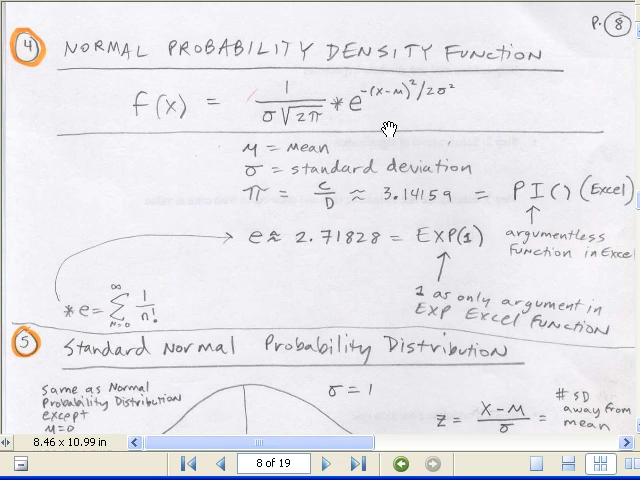 P. 8
4 NORMAL PROBABILITY DENSITY FUNCTION
f(x) = 1/(σ√2π) * e^-(x-μ)²/2σ²
μ = mean
σ = standard deviation
π = C/D ≈ 3.14159 = PI() (Excel)
argumentless
Function in Excel
e ≈ 2.71828 = EXP(1)
1 as only argument in
EXP Excel Function
* e = ∞ Σ n=0 1/n!
5 Standard Normal Probability Distribution
same as Normal
Probability Distribution
except
μ=0
σ = 1
z = (X-μ)/σ = # SD
away from
mean
8.46 x 10.99 in
8 of 19